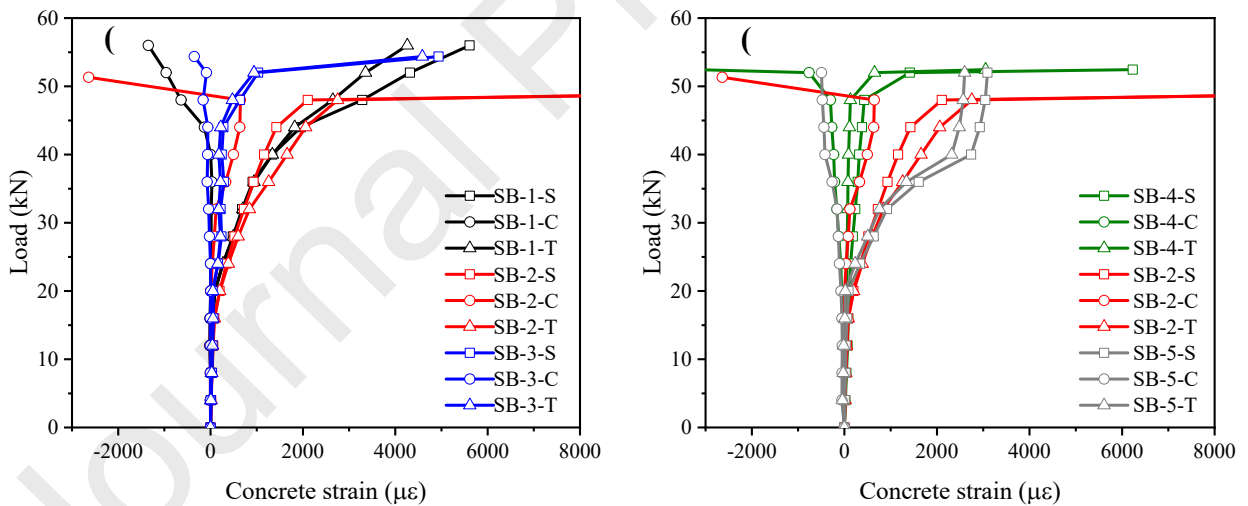 (
60
50
40
30
20
10
0
Load (kN)
-2000
0
2000
4000
6000
8000
Concrete strain (με)
SB-1-S
SB-1-C
SB-1-T
SB-2-S
SB-2-C
SB-2-T
SB-3-S
SB-3-C
SB-3-T
(
60
50
40
30
20
10
0
Load (kN)
-2000
0
2000
4000
6000
8000
Concrete strain (με)
SB-4-S
SB-4-C
SB-4-T
SB-2-S
SB-2-C
SB-2-T
SB-5-S
SB-5-C
SB-5-T
Journal P